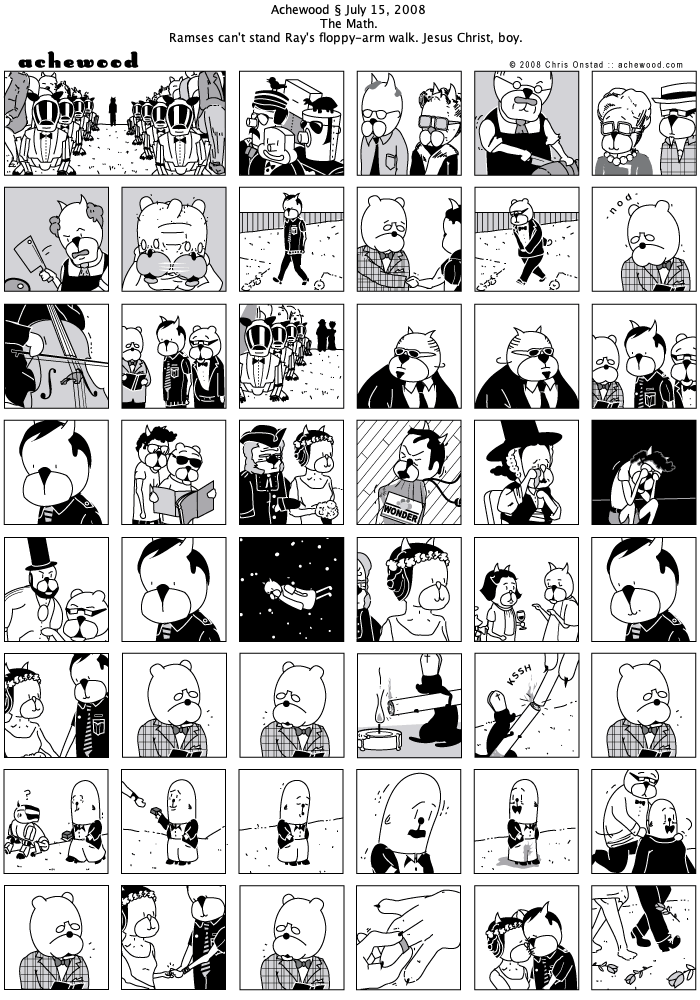 Achewood § July 15, 2008
The Math.
Ramses can't stand Ray's floppy-arm walk. Jesus Christ, boy.
achewood
© 2008 Chris Onstad :: achewood.com
nod
WONDER
KSSH
?